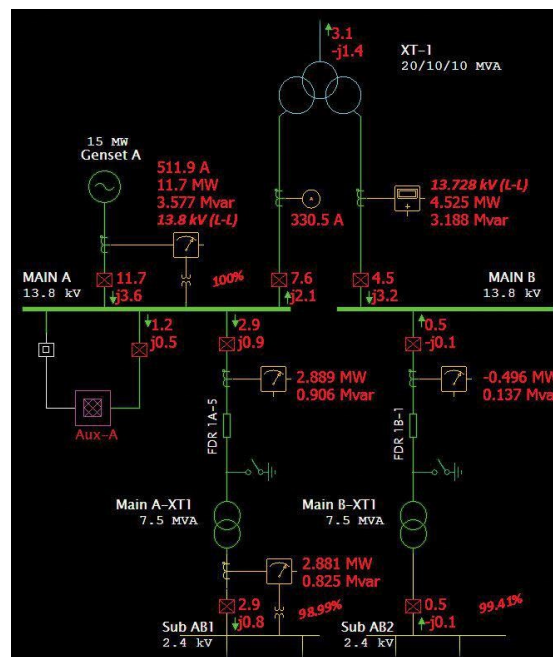 3.1
-j1.4
XT-1
20/10/10 MVA
15 MW
Genset A
511.9 A
11.7 MW
3.577 Mvar
13.8 kV (L-L)
A
330.5 A
13.728 kV (L-L)
4.525 MW
3.188 Mvar
MAIN A
13.8 kV
11.7
j3.6
100%
7.6
j2.1
4.5
j3.2
MAIN B
13.8 kV
1.2
j0.5
2.9
j0.9
0.5
-j0.1
Aux-A
2.889 MW
0.906 Mvar
-0.496 MW
0.137 Mvar
FDR 1A-5
FDR 1B-1
Main A-XT1
7.5 MVA
Main B-XT1
7.5 MVA
2.881 MW
0.825 Mvar
2.9
j0.8
98.99%
0.5
-j0.1
99.41%
Sub AB1
2.4 kV
Sub AB2
2.4 kV